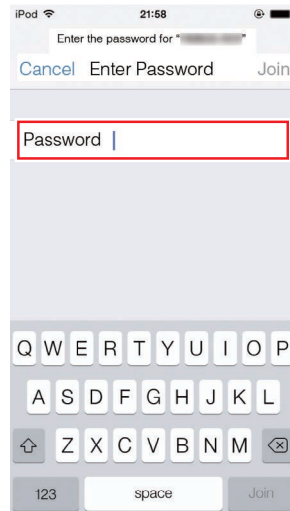 iPod 21:58
Enter the password for “ ”
Cancel Enter Password Join
Password
Q W E R T Y U I O P
A S D F G H J K L
Z X C V B N M
123 space Join